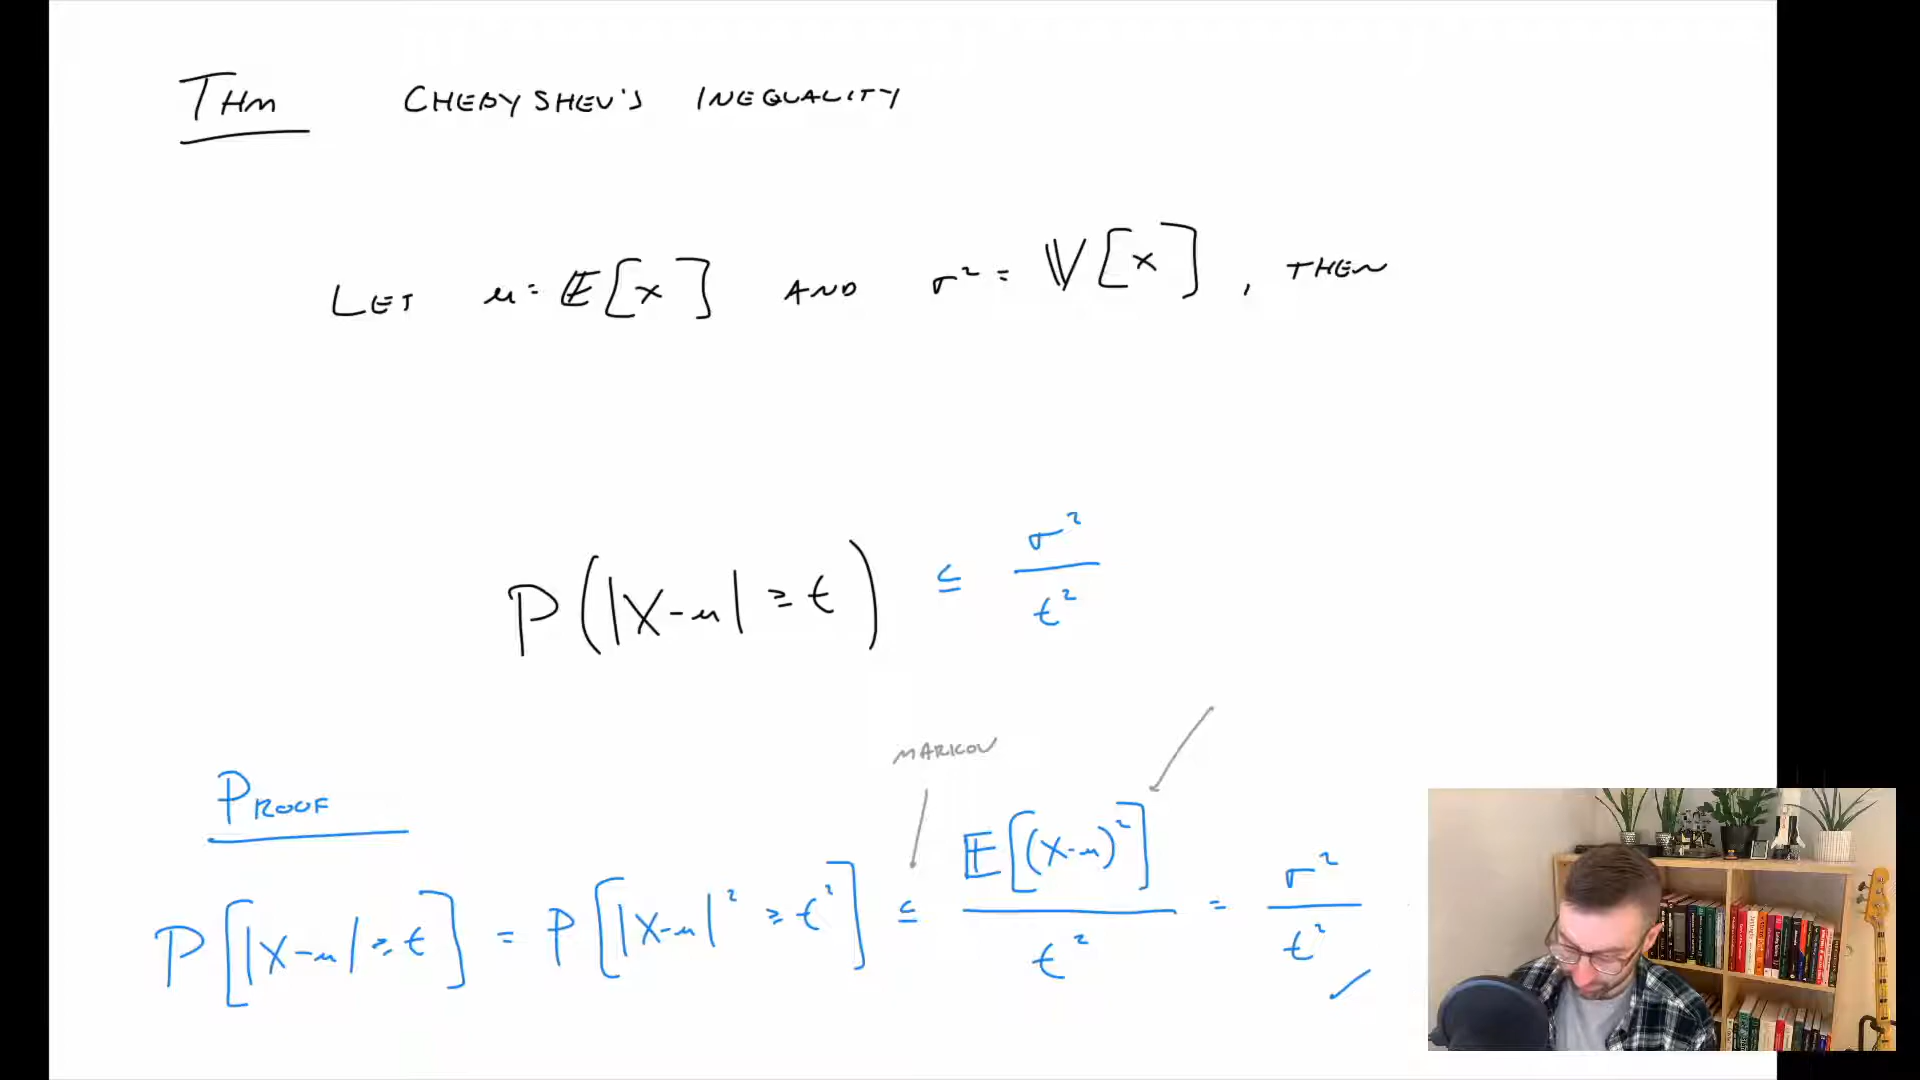 THM CHEBYSHEV'S INEQUALITY
LET μ = 𝔼[x] AND σ² = 𝕍[x], THEN
P(|X-μ| ≥ t) ≤ σ²/t²
MARKOV
PROOF
P[|X-μ| ≥ t] = P[|X-μ|² ≥ t²] ≤ 𝔼[(X-μ)²]/t² = σ²/t² ✓